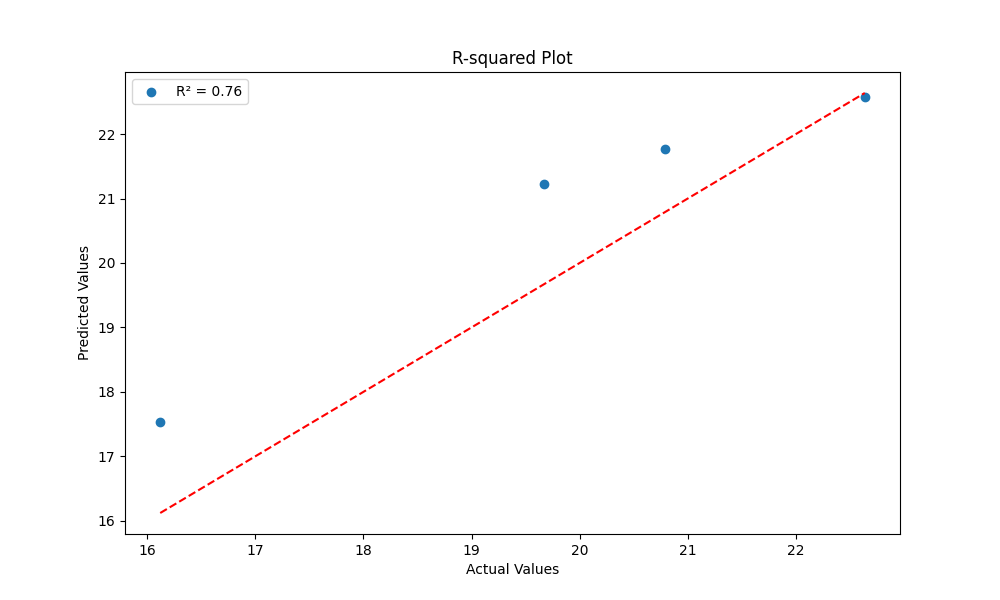 R-squared Plot
R² = 0.76
Predicted Values
22
21
20
19
18
17
16
16 17 18 19 20 21 22
Actual Values